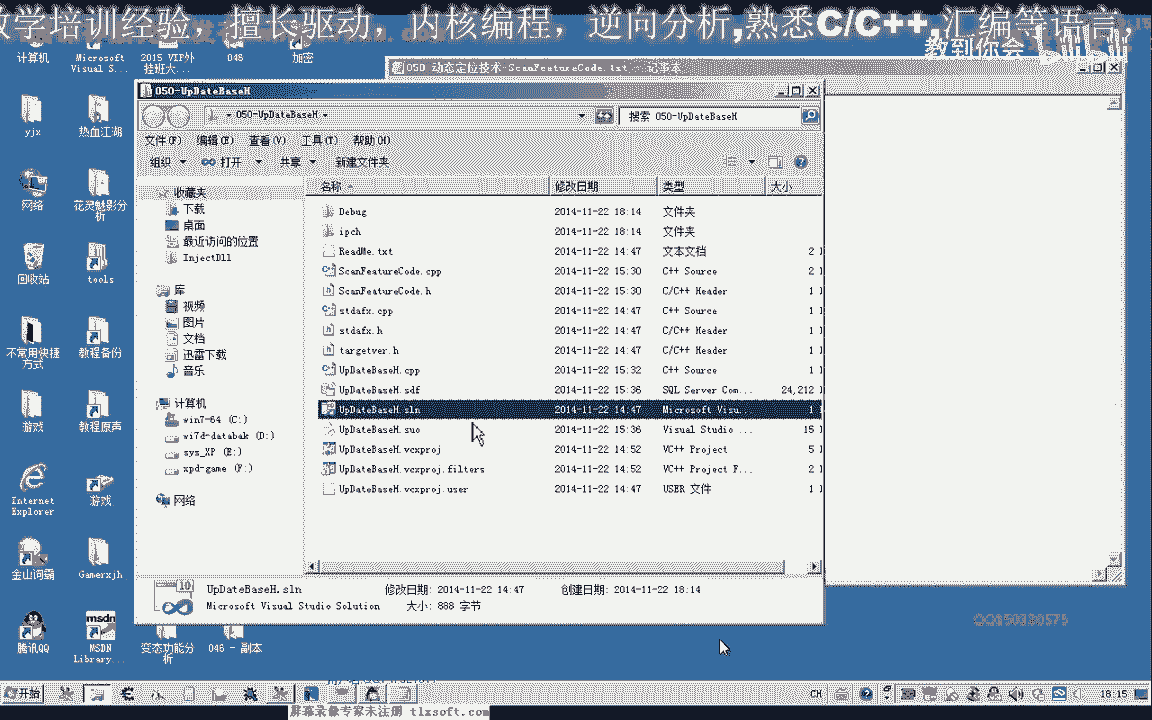 教学培训经验，擅长驱动，内核编程，逆向分析,熟悉C/C++,汇编等语言，
教到你会
计算机
Microsoft Visual S...
2015 VIP外挂班大...
048
加密
050 动态定位技术-ScanFeatureCode.txt - 记事本
050-UpDateBaseH
050-UpDateBaseH
搜索 050-UpDateBaseH
文件(F) 编辑(E) 查看(V) 工具(T) 帮助(H)
组织 打开 共享 新建文件夹
收藏夹
下载
桌面
最近访问的位置
InjectDll
库
视频
图片
文档
迅雷下载
音乐
计算机
win7-64 (C:)
wi7d-databak (D:)
sys_XP (E:)
xpd-game (F:)
网络
名称 修改日期 类型 大小
Debug 2014-11-22 18:14 文件夹
ipch 2014-11-22 18:14 文件夹
ReadMe.txt 2014-11-22 14:47 文本文档 2
ScanFeatureCode.cpp 2014-11-22 15:30 C++ Source 2
ScanFeatureCode.h 2014-11-22 15:30 C/C++ Header 1
stdafx.cpp 2014-11-22 14:47 C++ Source 1
stdafx.h 2014-11-22 14:47 C/C++ Header 1
targetver.h 2014-11-22 14:47 C/C++ Header 1
UpDateBaseH.cpp 2014-11-22 15:32 C++ Source 1
UpDateBaseH.sdf 2014-11-22 15:36 SQL Server Com... 24,212
UpDateBaseH.sln 2014-11-22 14:47 Microsoft Visu... 1
UpDateBaseH.suo 2014-11-22 15:36 Visual Studio ... 15
UpDateBaseH.vcxproj 2014-11-22 14:52 VC++ Project 5
UpDateBaseH.vcxproj.filters 2014-11-22 14:52 VC++ Project F... 2
UpDateBaseH.vcxproj.user 2014-11-22 14:47 USER 文件 1
UpDateBaseH.sln 修改日期: 2014-11-22 14:47 创建日期: 2014-11-22 18:14
Microsoft Visual Studio Solution 大小: 888 字节
yjx
热血江湖
网络
花灵魅影分析
回收站
tools
不常用快捷方式
教程备份
游戏
教程原声
Internet Explorer
游戏
金山词霸
Gamerxjh
腾讯QQ
msdn
MSDN Library...
变态功能分析
046 - 副本
开始
CH
18:15
屏幕录像专家未注册 tlxsoft.com